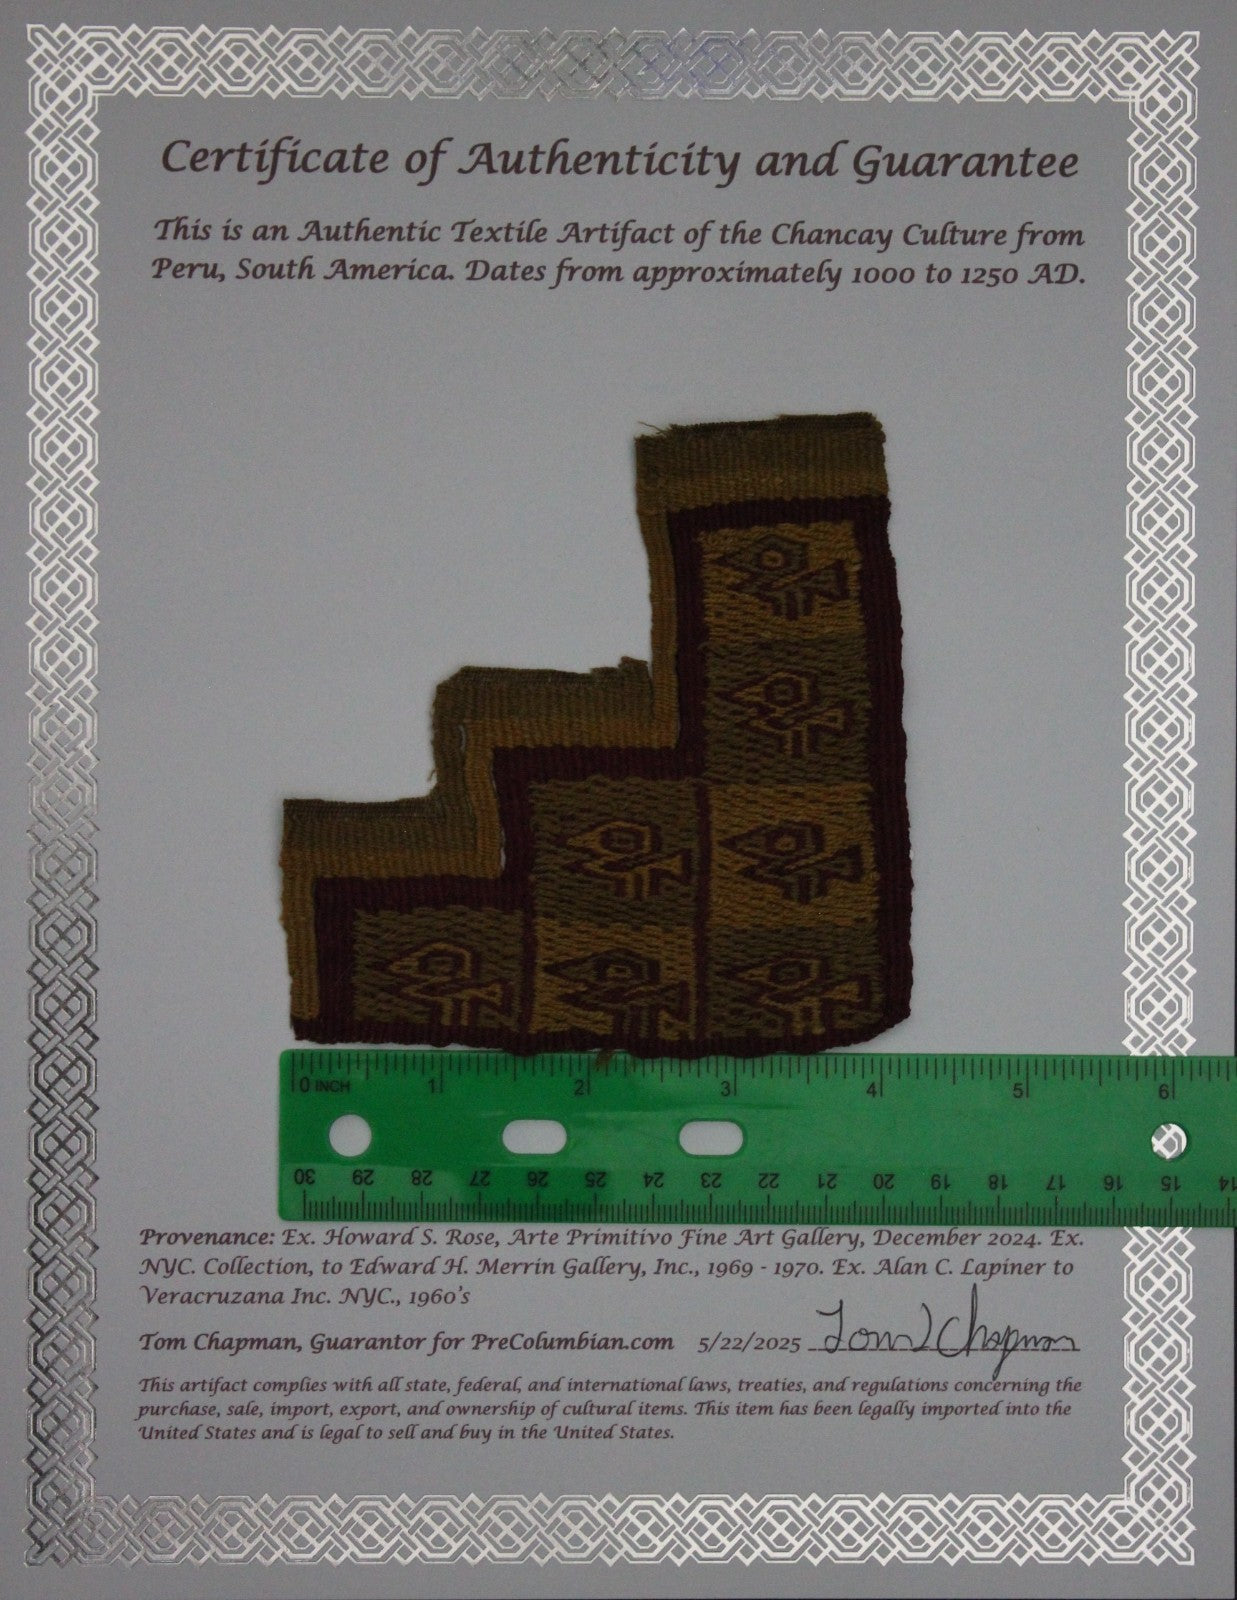 Certificate of Authenticity and Guarantee
This is an Authentic Textile Artifact of the Chancay Culture from
Peru, South America. Dates from approximately 1000 to 1250 AD.
0 INCH 1 2 3 4 5 6
30 29 28 27 26 25 24 23 22 21 20 19 18 17 16 15 14
Provenance: Ex. Howard S. Rose, Arte Primitivo Fine Art Gallery, December 2024. Ex.
NYC. Collection, to Edward H. Merrin Gallery, Inc., 1969 - 1970. Ex. Alan C. Lapiner to
Veracruzana Inc. NYC., 1960's
Tom Chapman, Guarantor for PreColumbian.com 5/22/2025 Tom Chapman
This artifact complies with all state, federal, and international laws, treaties, and regulations concerning the
purchase, sale, import, export, and ownership of cultural items. This item has been legally imported into the
United States and is legal to sell and buy in the United States.